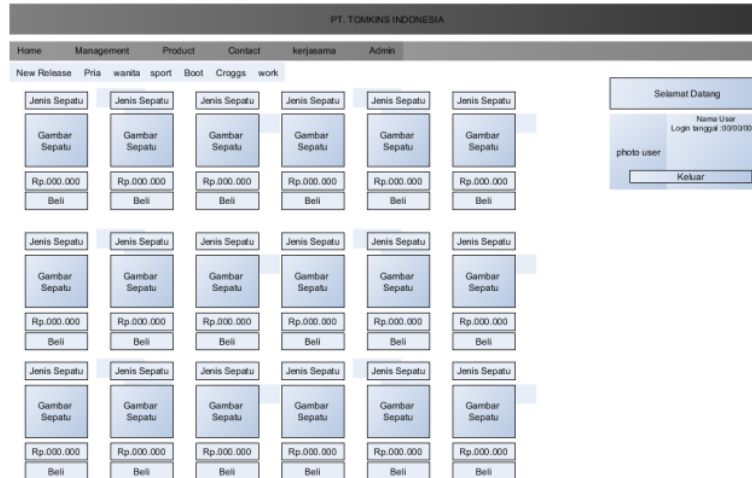 PT. TOMKINS INDONESIA
Home Management Product Contact kerjasama Admin
New Release Pria wanita sport Boot Croggs work
Selamat Datang
Nama User
Login tanggal :00/00/00
photo user
Keluar
Jenis Sepatu Jenis Sepatu Jenis Sepatu Jenis Sepatu Jenis Sepatu Jenis Sepatu
Gambar Gambar Gambar Gambar Gambar Gambar
Sepatu Sepatu Sepatu Sepatu Sepatu Sepatu
Rp.000.000 Rp.000.000 Rp.000.000 Rp.000.000 Rp.000.000 Rp.000.000
Beli Beli Beli Beli Beli Beli
Jenis Sepatu Jenis Sepatu Jenis Sepatu Jenis Sepatu Jenis Sepatu Jenis Sepatu
Gambar Gambar Gambar Gambar Gambar Gambar
Sepatu Sepatu Sepatu Sepatu Sepatu Sepatu
Rp.000.000 Rp.000.000 Rp.000.000 Rp.000.000 Rp.000.000 Rp.000.000
Beli Beli Beli Beli Beli Beli
Jenis Sepatu Jenis Sepatu Jenis Sepatu Jenis Sepatu Jenis Sepatu Jenis Sepatu
Gambar Gambar Gambar Gambar Gambar Gambar
Sepatu Sepatu Sepatu Sepatu Sepatu Sepatu
Rp.000.000 Rp.000.000 Rp.000.000 Rp.000.000 Rp.000.000 Rp.000.000
Beli Beli Beli Beli Beli Beli